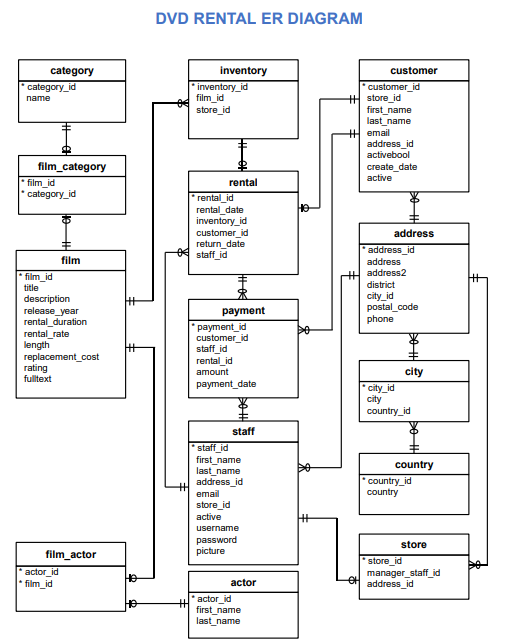 DVD RENTAL ER DIAGRAM
category
* category_id
name
film_category
* film_id
* category_id
film
* film_id
title
description
release_year
rental_duration
rental_rate
length
replacement_cost
rating
fulltext
film_actor
* actor_id
* film_id
inventory
* inventory_id
film_id
store_id
rental
* rental_id
rental_date
inventory_id
customer_id
return_date
staff_id
payment
* payment_id
customer_id
staff_id
rental_id
amount
payment_date
staff
* staff_id
first_name
last_name
address_id
email
store_id
active
username
password
picture
actor
* actor_id
first_name
last_name
customer
* customer_id
store_id
first_name
last_name
email
address_id
activebool
create_date
active
address
* address_id
address
address2
district
city_id
postal_code
phone
city
* city_id
city
country_id
country
* country_id
country
store
* store_id
manager_staff_id
address_id